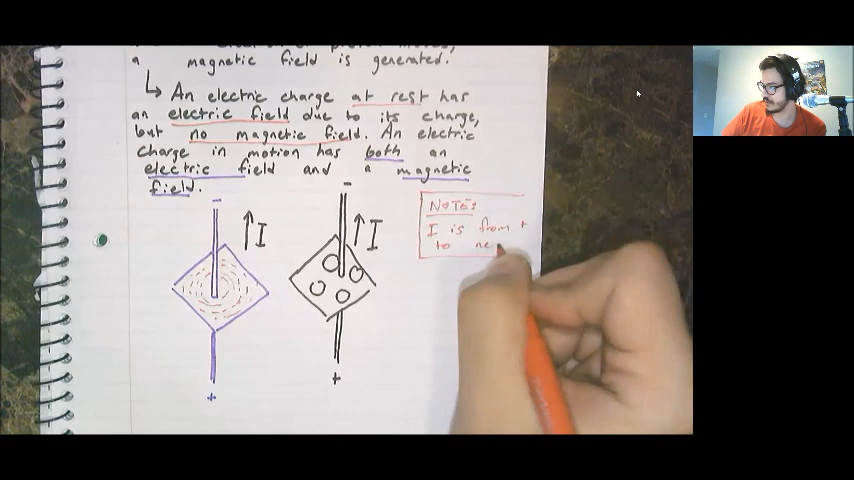 magnetic field is generated.
a
↳ An electric charge at rest has
an electric field due to its charge,
but no magnetic field. An electric
charge in motion has both an
electric field and a magnetic
field.
-
↑ I
+
-
↑ I
+
NOTE:
I is from +
to ne